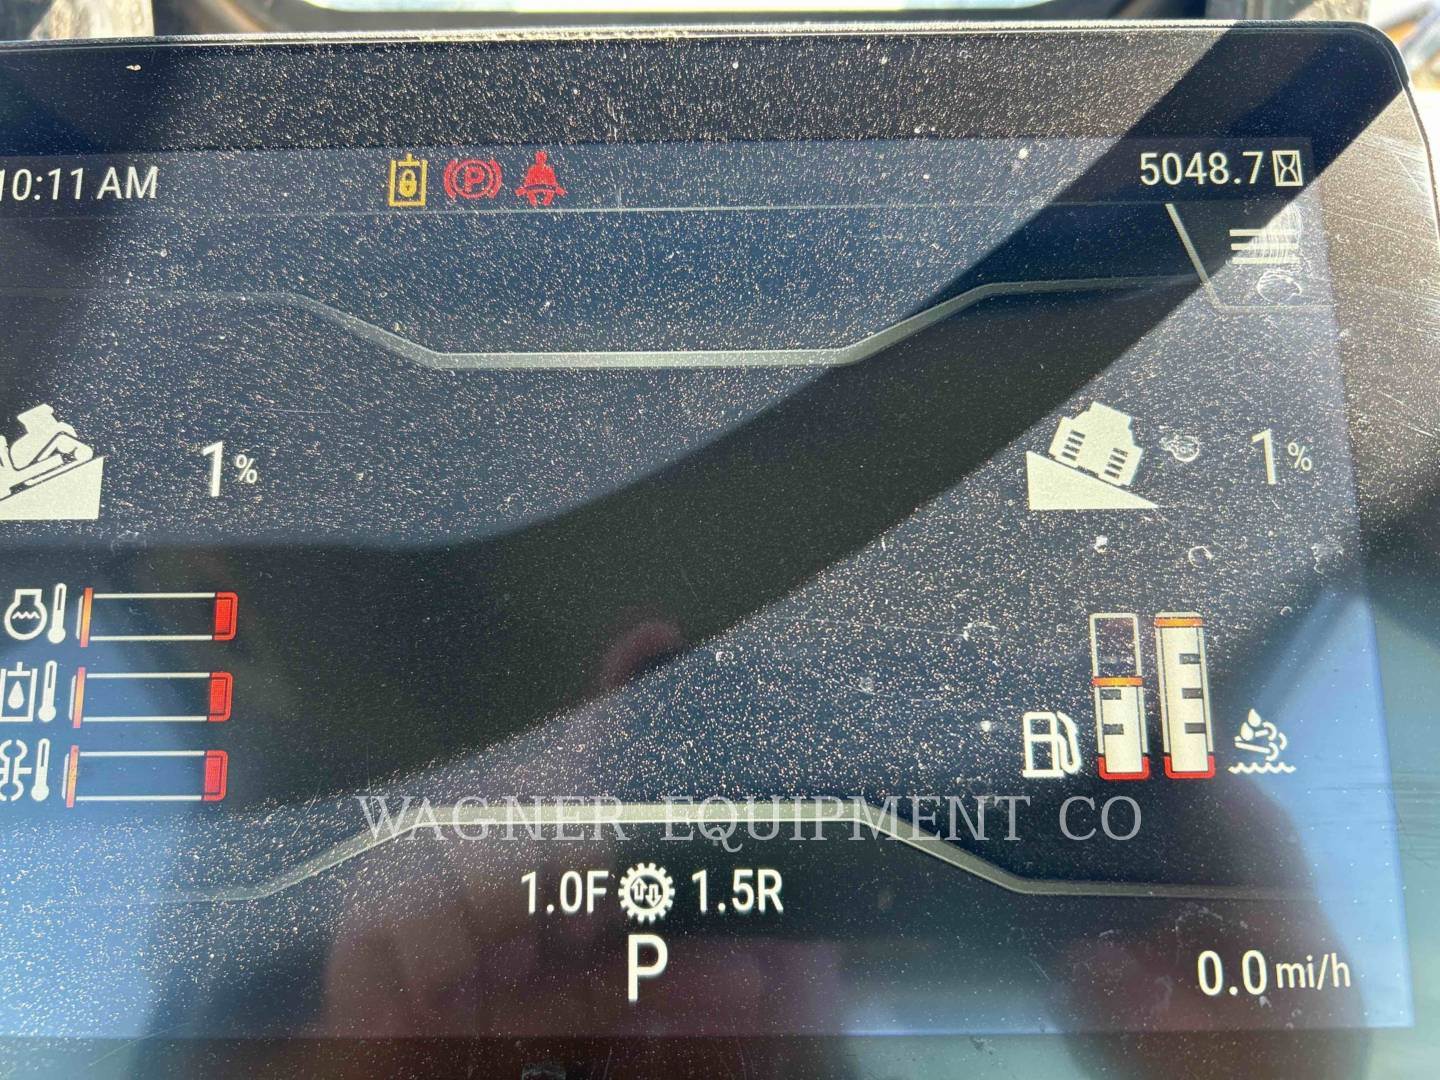 10:11 AM
P
5048.7
1%
1%
WAGNER EQUIPMENT CO
1.0F 1.5R
P
0.0 mi/h